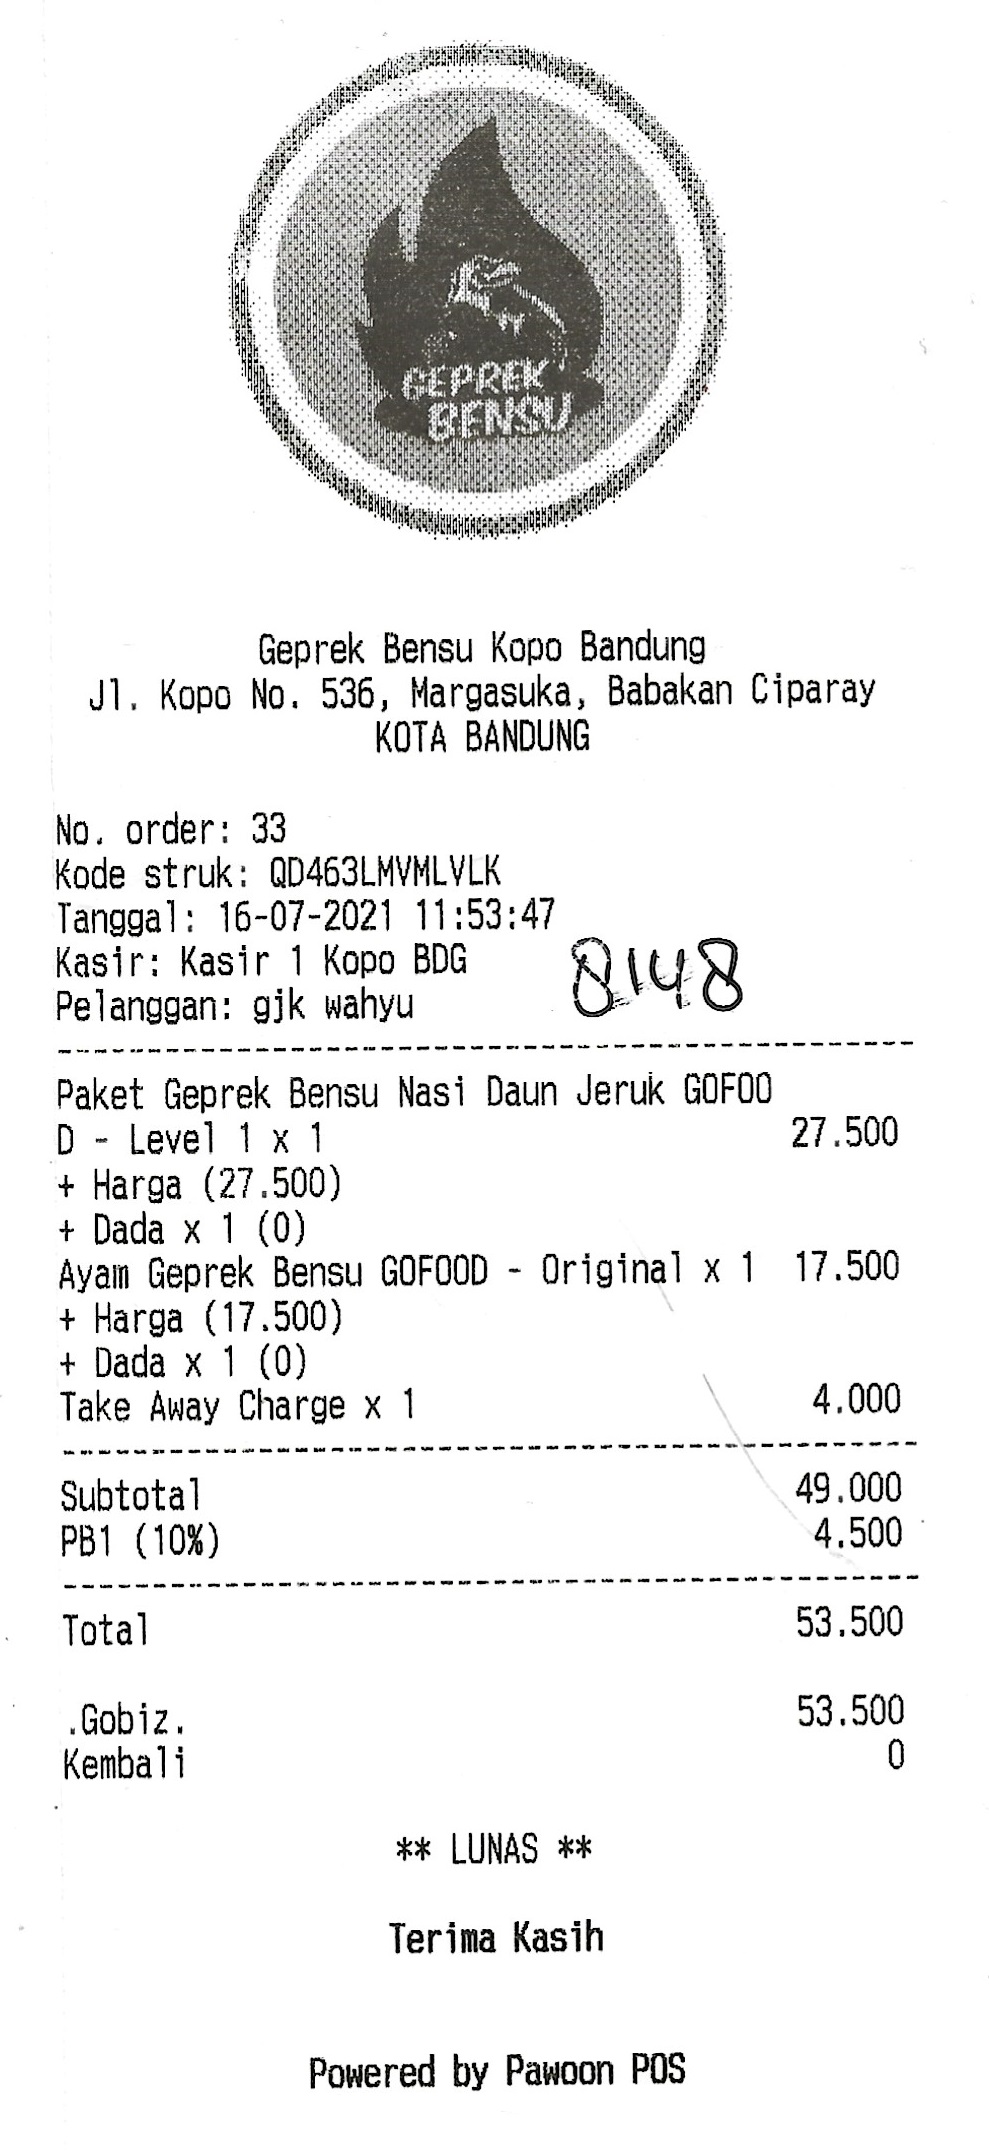 GEPREK
BENSU
Geprek Bensu Kopo Bandung
Jl. Kopo No. 536, Margasuka, Babakan Ciparay
KOTA BANDUNG
No. order: 33
Kode struk: QD463LMVMLVLK
Tanggal: 16-07-2021 11:53:47
Kasir: Kasir 1 Kopo BDG
8148
Pelanggan: gjk wahyu
Paket Geprek Bensu Nasi Daun Jeruk GOFOO
D - Level 1 x 1 27.500
+ Harga (27.500)
+ Dada x 1 (0)
Ayam Geprek Bensu GOFOOD - Original x 1 17.500
+ Harga (17.500)
+ Dada x 1 (0)
Take Away Charge x 1 4.000
Subtotal 49.000
PB1 (10%) 4.500
Total 53.500
.Gobiz. 53.500
Kembali 0
** LUNAS **
Terima Kasih
Powered by Pawoon POS